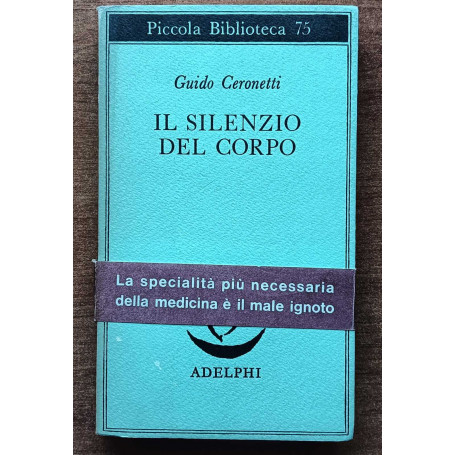 Piccola Biblioteca 75
Guido Ceronetti
IL SILENZIO
DEL CORPO
La specialità più necessaria
della medicina è il male ignoto
ADELPHI